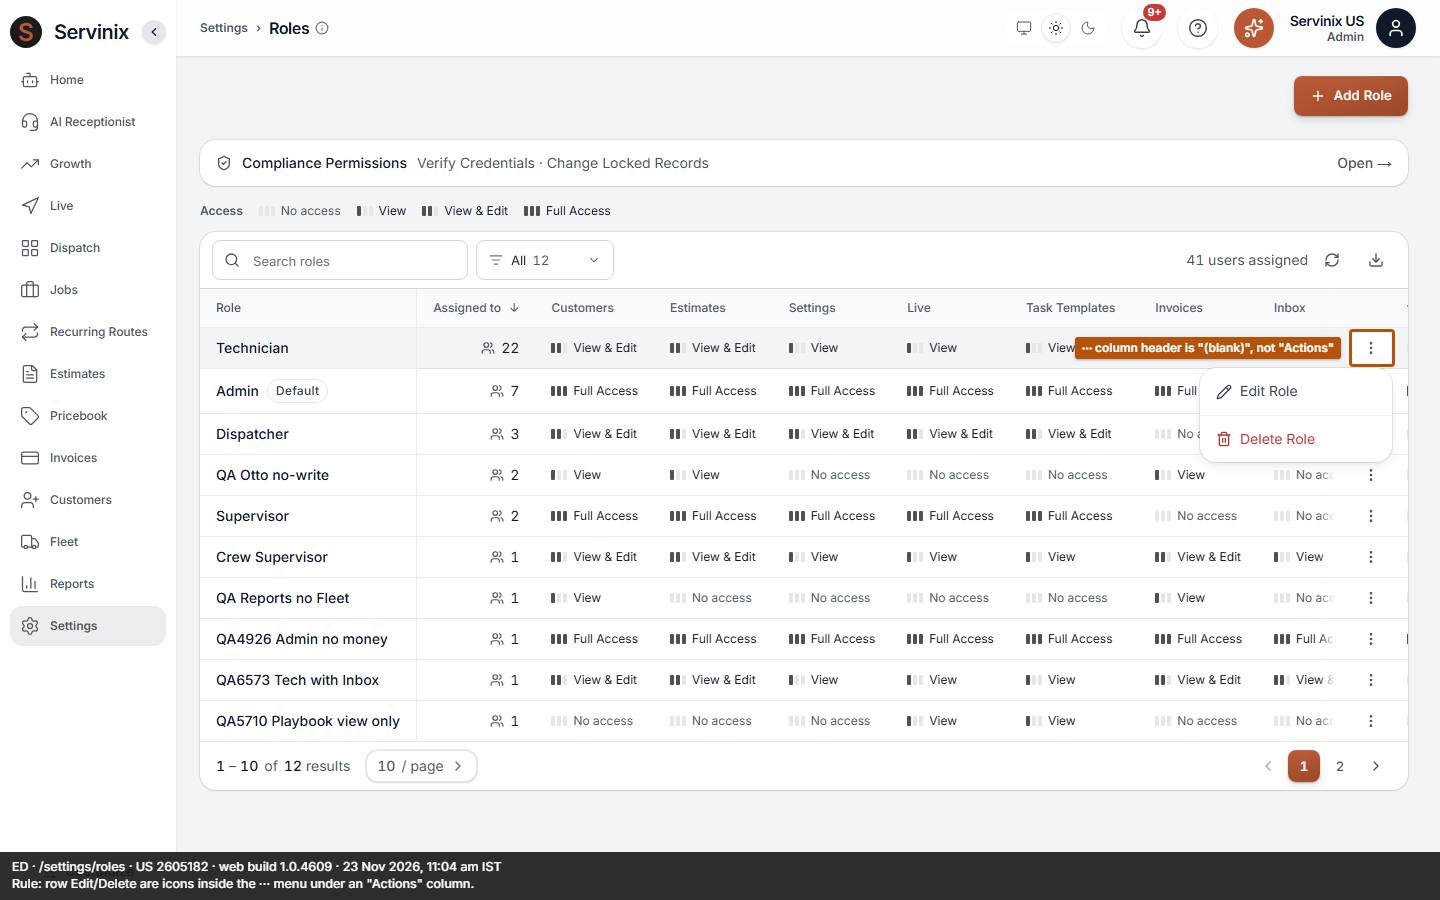 Servinix
Home
AI Receptionist
Growth
Live
Dispatch
Jobs
Recurring Routes
Estimates
Pricebook
Invoices
Customers
Fleet
Reports
Settings
Settings › Roles
9+
Servinix US
Admin
+ Add Role
Compliance Permissions Verify Credentials · Change Locked Records Open →
Access No access View View & Edit Full Access
Search roles All 12 41 users assigned
Role Assigned to ↓ Customers Estimates Settings Live Task Templates Invoices Inbox
Technician 22 View & Edit View & Edit View View View ··· column header is "(blank)", not "Actions"
Admin Default 7 Full Access Full Access Full Access Full Access Full Access Full
Edit Role
Dispatcher 3 View & Edit View & Edit View & Edit View & Edit View & Edit No
Delete Role
QA Otto no-write 2 View View No access No access No access View No
Supervisor 2 Full Access Full Access Full Access Full Access Full Access No access No
Crew Supervisor 1 View & Edit View & Edit View View View View & Edit View
QA Reports no Fleet 1 View No access No access No access No access View No
QA4926 Admin no money 1 Full Access Full Access Full Access Full Access Full Access Full Access Full
QA6573 Tech with Inbox 1 View & Edit View & Edit View View View View & Edit View &
QA5710 Playbook view only 1 No access No access No access View View No access No
1 – 10 of 12 results 10 / page 1 2
ED · /settings/roles · US 2605182 · web build 1.0.4609 · 23 Nov 2026, 11:04 am IST
Rule: row Edit/Delete are icons inside the ··· menu under an "Actions" column.